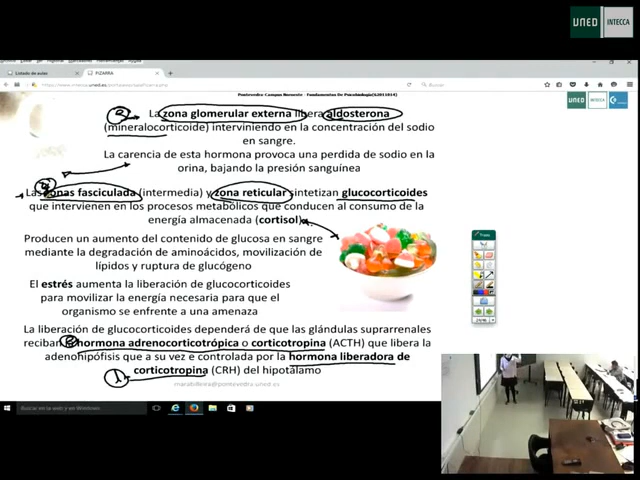 UNED
INTECCA
Listado de aulas
PIZARRA
Buscar
Pontevedra-Campus Noroeste - Fundamentos De Psicobiología(62011014)
UNED
INTECCA
La zona glomerular externa libera aldosterona
(mineralocorticoide) interviniendo en la concentración del sodio
en sangre.
La carencia de esta hormona provoca una perdida de sodio en la
orina, bajando la presión sanguínea
Las zonas fasciculada (intermedia) y zona reticular sintetizan glucocorticoides
que intervienen en los procesos metabólicos que conducen al consumo de la
energía almacenada (cortisol).
Producen un aumento del contenido de glucosa en sangre
mediante la degradación de aminoácidos, movilización de
lípidos y ruptura de glucógeno
El estrés aumenta la liberación de glucocorticoides
para movilizar la energía necesaria para que el
organismo se enfrente a una amenaza
La liberación de glucocorticoides dependerá de que las glándulas suprarrenales
reciban hormona adrenocorticotrópica o corticotropina (ACTH) que libera la
adenohipófisis que a su vez e controlada por la hormona liberadora de
corticotropina (CRH) del hipotálamo
Buscar en la web y en Windows